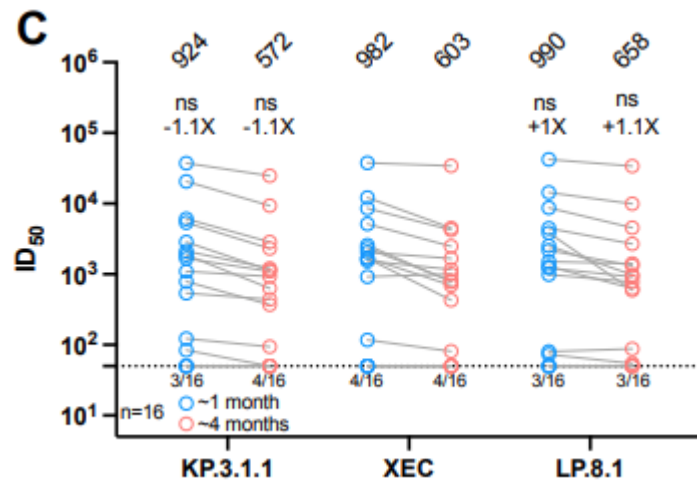 C
924 572 982 603 990 658
ns ns ns ns
-1.1X -1.1X +1X +1.1X
10⁶
10⁵
10⁴
10³
10²
10¹
ID₅₀
3/16 4/16 4/16 4/16 3/16 3/16
n=16
~1 month
~4 months
KP.3.1.1 XEC LP.8.1